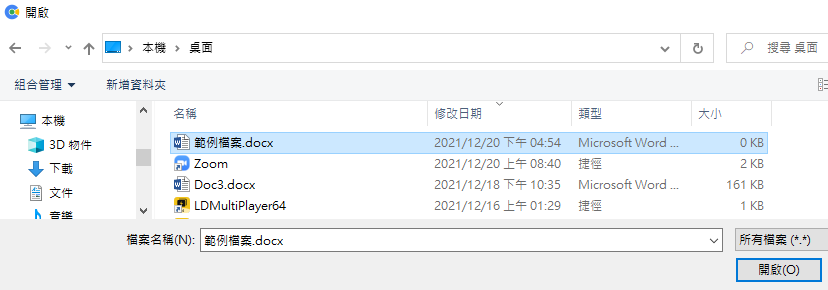 開啟
本機 桌面
搜尋 桌面
組合管理 新增資料夾
本機
3D 物件
下載
文件
音樂
名稱 修改日期 類型 大小
範例檔案.docx 2021/12/20 下午 04:54 Microsoft Word ... 0 KB
Zoom 2021/12/20 上午 08:40 捷徑 2 KB
Doc3.docx 2021/12/18 下午 10:35 Microsoft Word ... 161 KB
LDMultiPlayer64 2021/12/16 上午 01:29 捷徑 1 KB
檔案名稱(N): 範例檔案.docx 所有檔案 (*.*)
開啟(O)